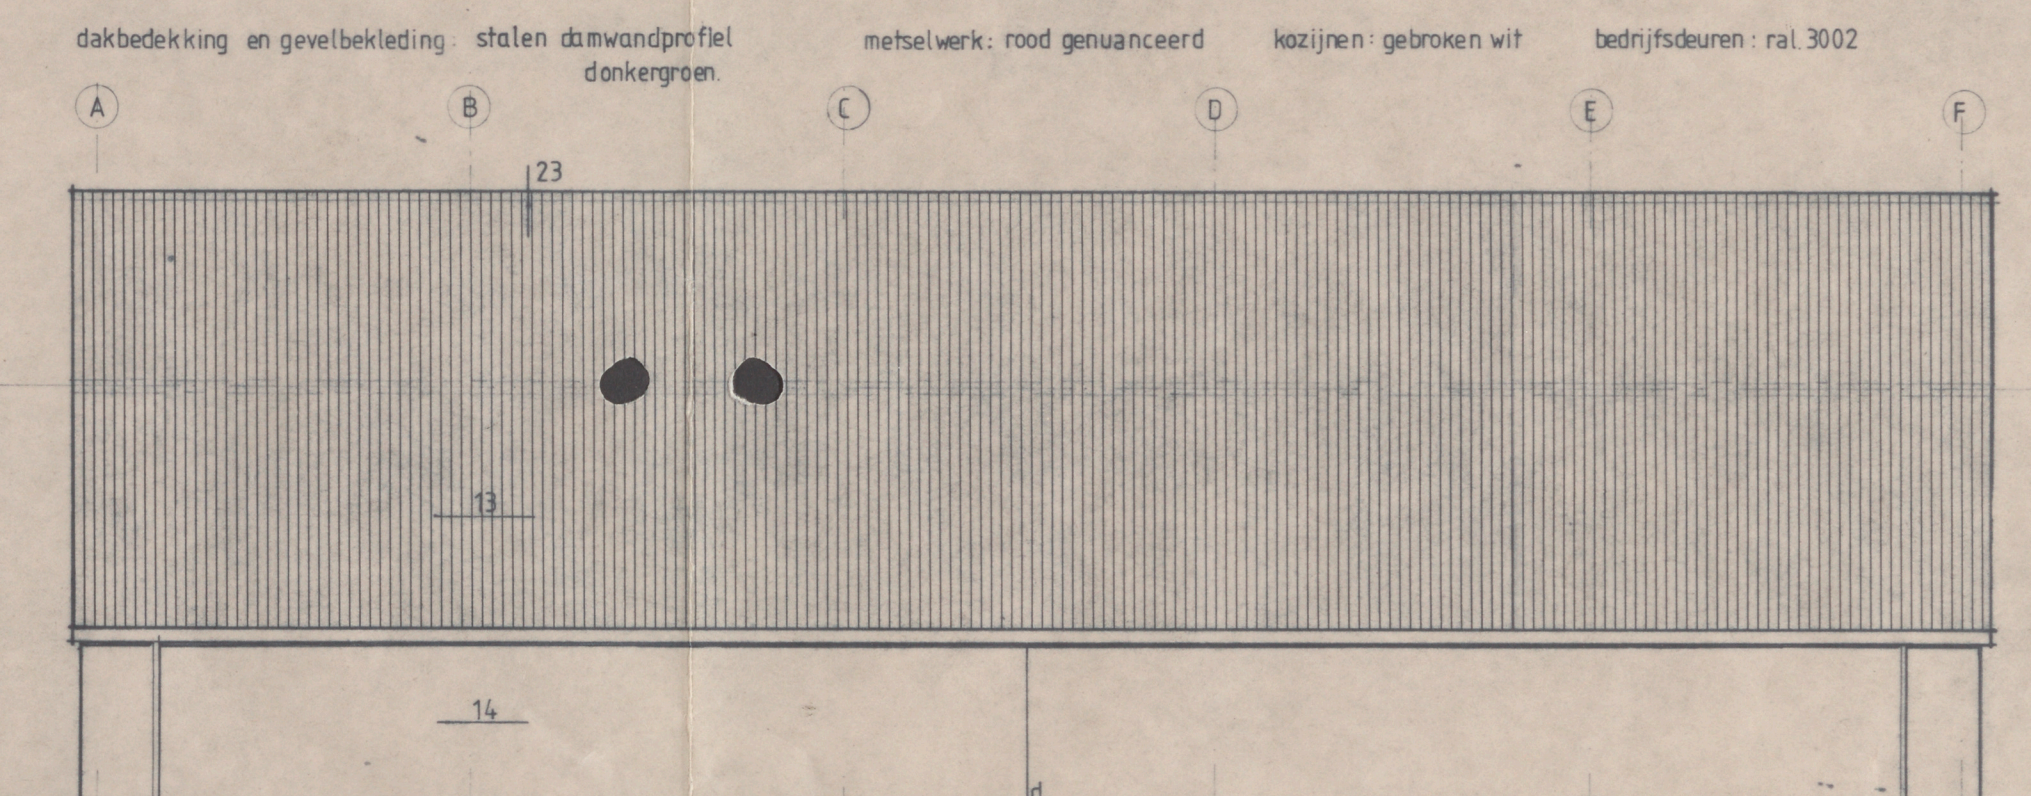 dakbedekking en gevelbekleding: stalen damwandprofiel metselwerk: rood genuanceerd kozijnen: gebroken wit bedrijfsdeuren: ral. 3002
donkergroen.
A B C D E F
23
13
14
d